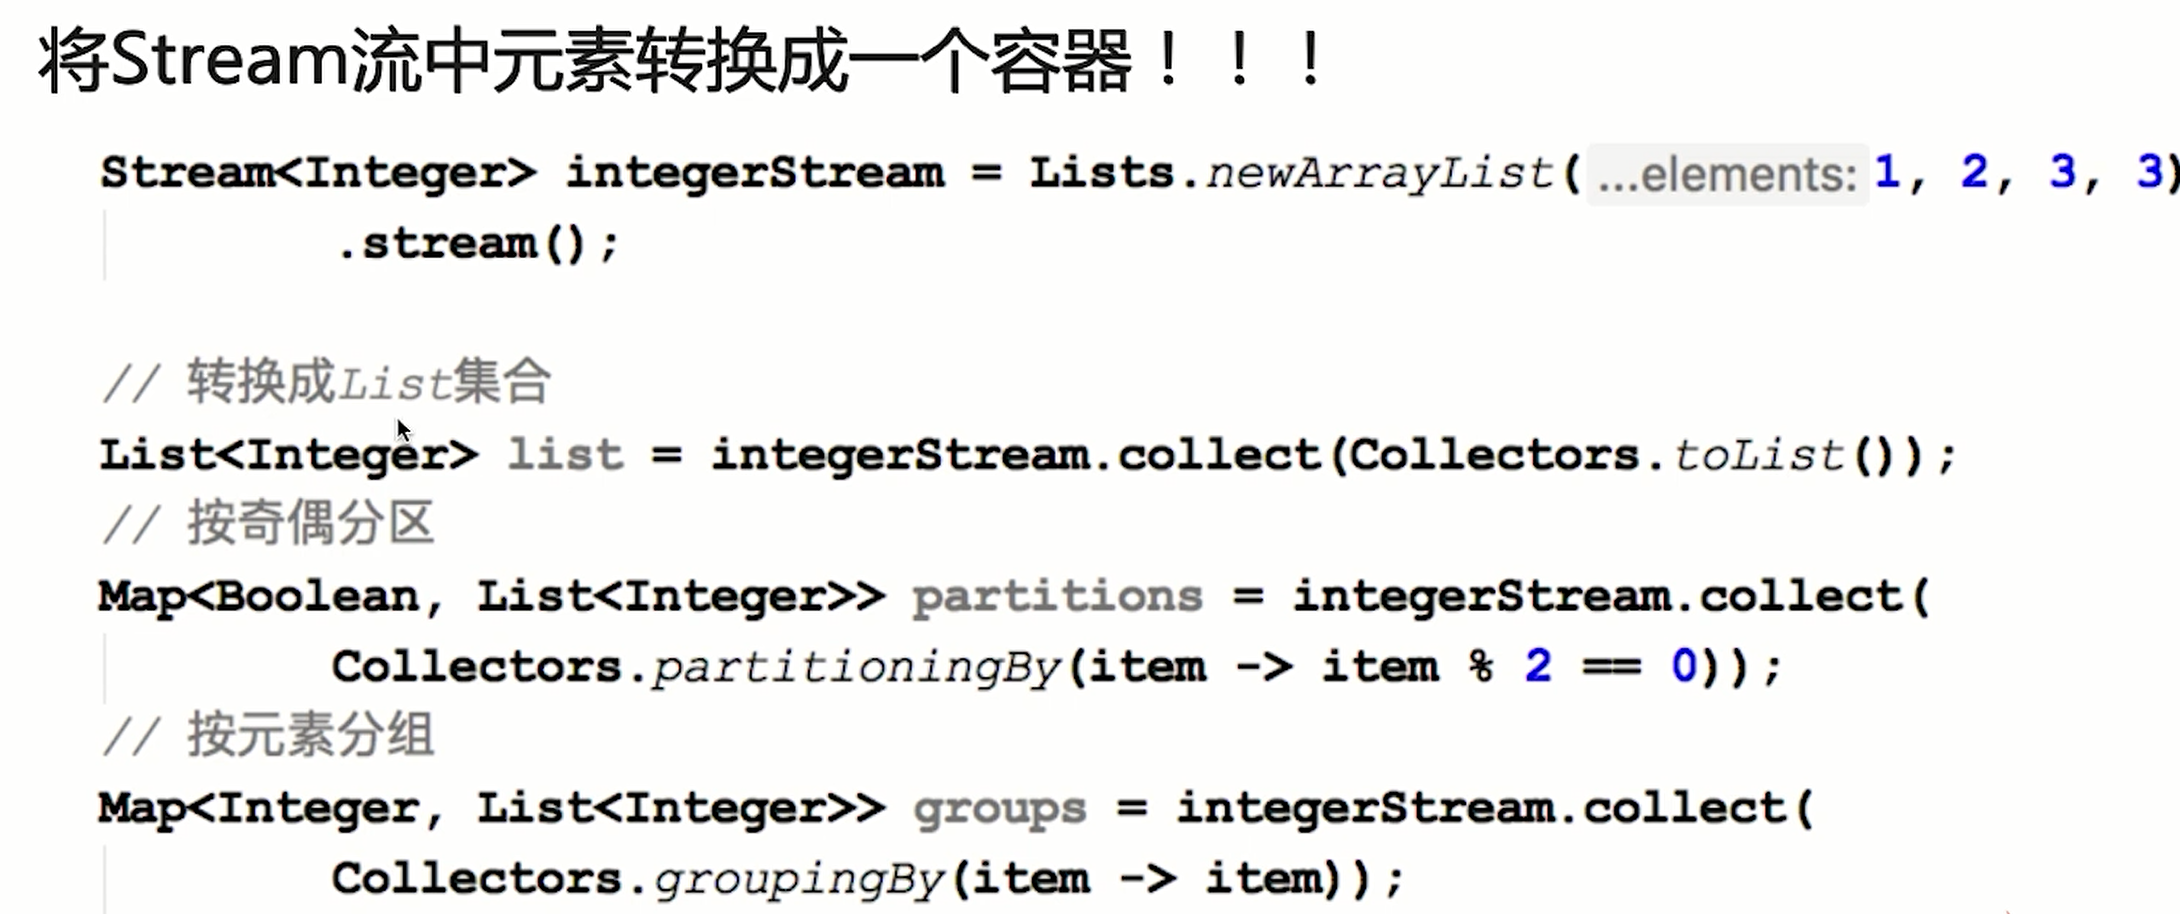 将Stream流中元素转换成一个容器！！！
Stream<Integer> integerStream = Lists.newArrayList( ...elements: 1, 2, 3, 3)
.stream();
// 转换成List集合
List<Integer> list = integerStream.collect(Collectors.toList());
// 按奇偶分区
Map<Boolean, List<Integer>> partitions = integerStream.collect(
Collectors.partitioningBy(item -> item % 2 == 0));
// 按元素分组
Map<Integer, List<Integer>> groups = integerStream.collect(
Collectors.groupingBy(item -> item));